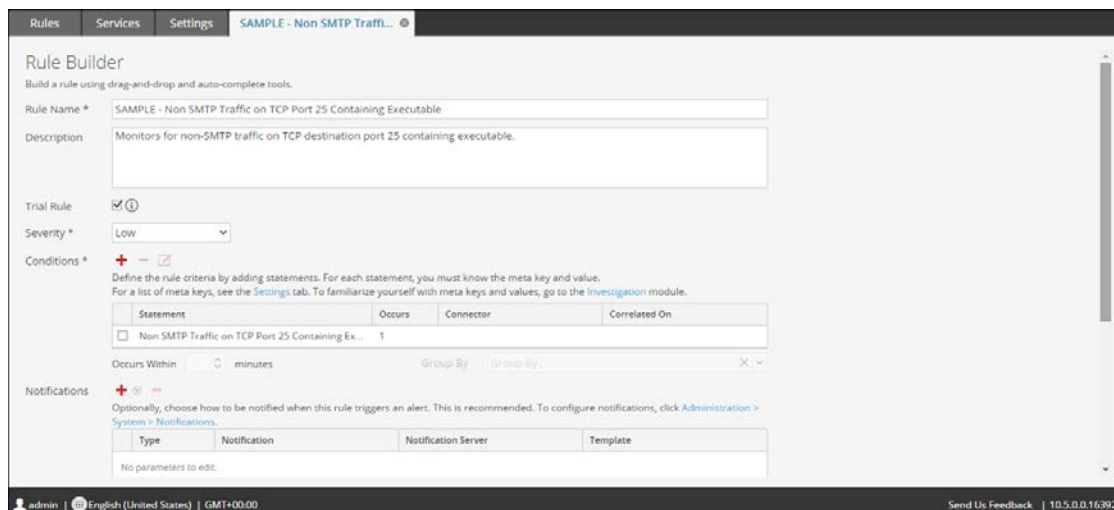 Rules Services Settings SAMPLE - Non SMTP Traffi...
Rule Builder
Build a rule using drag-and-drop and auto-complete tools.
Rule Name * SAMPLE - Non SMTP Traffic on TCP Port 25 Containing Executable
Description Monitors for non-SMTP traffic on TCP destination port 25 containing executable.
Trial Rule
Severity * Low
Conditions *
Define the rule criteria by adding statements. For each statement, you must know the meta key and value.
For a list of meta keys, see the Settings tab. To familiarize yourself with meta keys and values, go to the Investigation module.
Statement Occurs Connector Correlated On
Non SMTP Traffic on TCP Port 25 Containing Ex... 1
Occurs Within minutes Group By Group By
Notifications
Optionally, choose how to be notified when this rule triggers an alert. This is recommended. To configure notifications, click Administration >
System > Notifications.
Type Notification Notification Server Template
No parameters to edit.
admin | English (United States) | GMT+00:00 Send Us Feedback | 10.5.0.0.16392